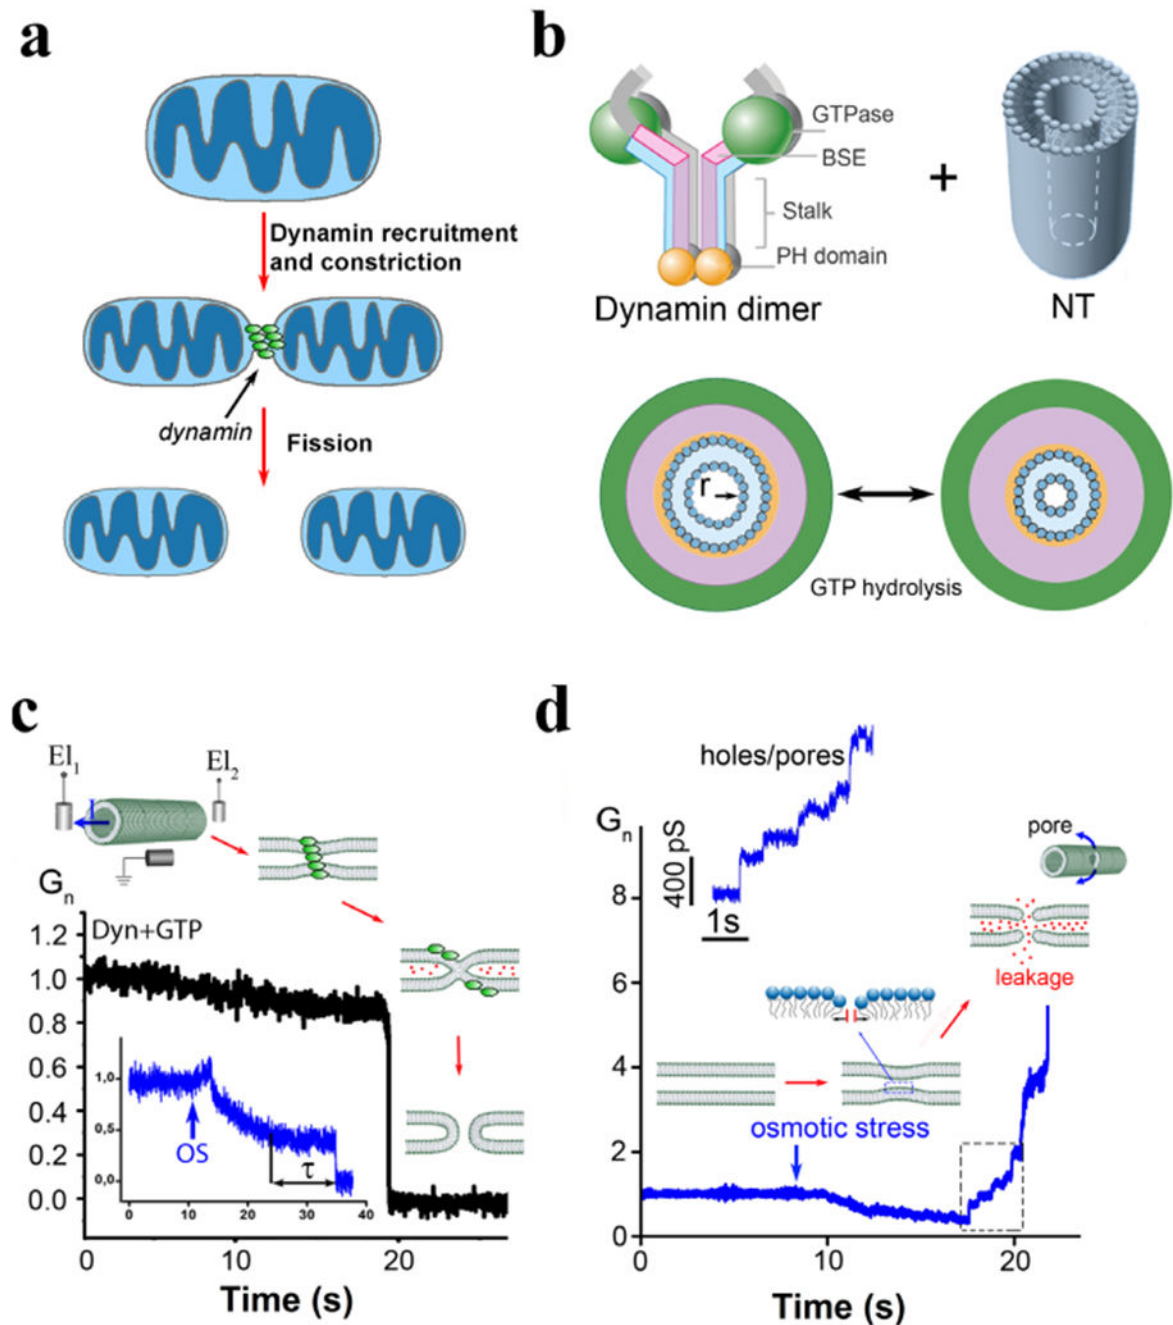 a
Dynamin recruitment
and constriction
dynamin
Fission
b
GTPase
BSE
Stalk
PH domain
Dynamin dimer
+
NT
r
GTP hydrolysis
c
El1
El2
I
Gn
Dyn+GTP
1.2
1.0
0.8
0.6
0.4
0.2
0.0
1,0
0,5
0,0
OS
τ
0 10 20 30 40
0 10 20
Time (s)
d
holes/pores
400 pS
1s
Gn
pore
8
6
4
2
0
leakage
osmotic stress
0 10 20
Time (s)